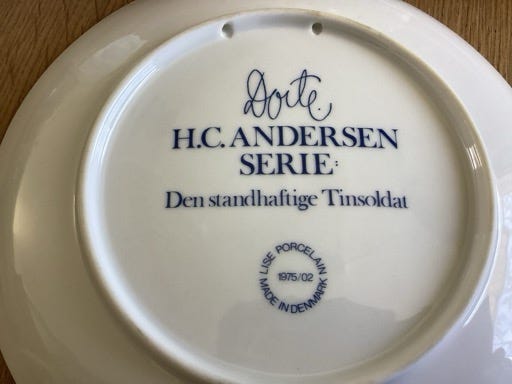 Dorte.
H.C. ANDERSEN
SERIE:
Den standhaftige Tinsoldat
LISE PORCELAIN
1975/02
MADE IN DENMARK